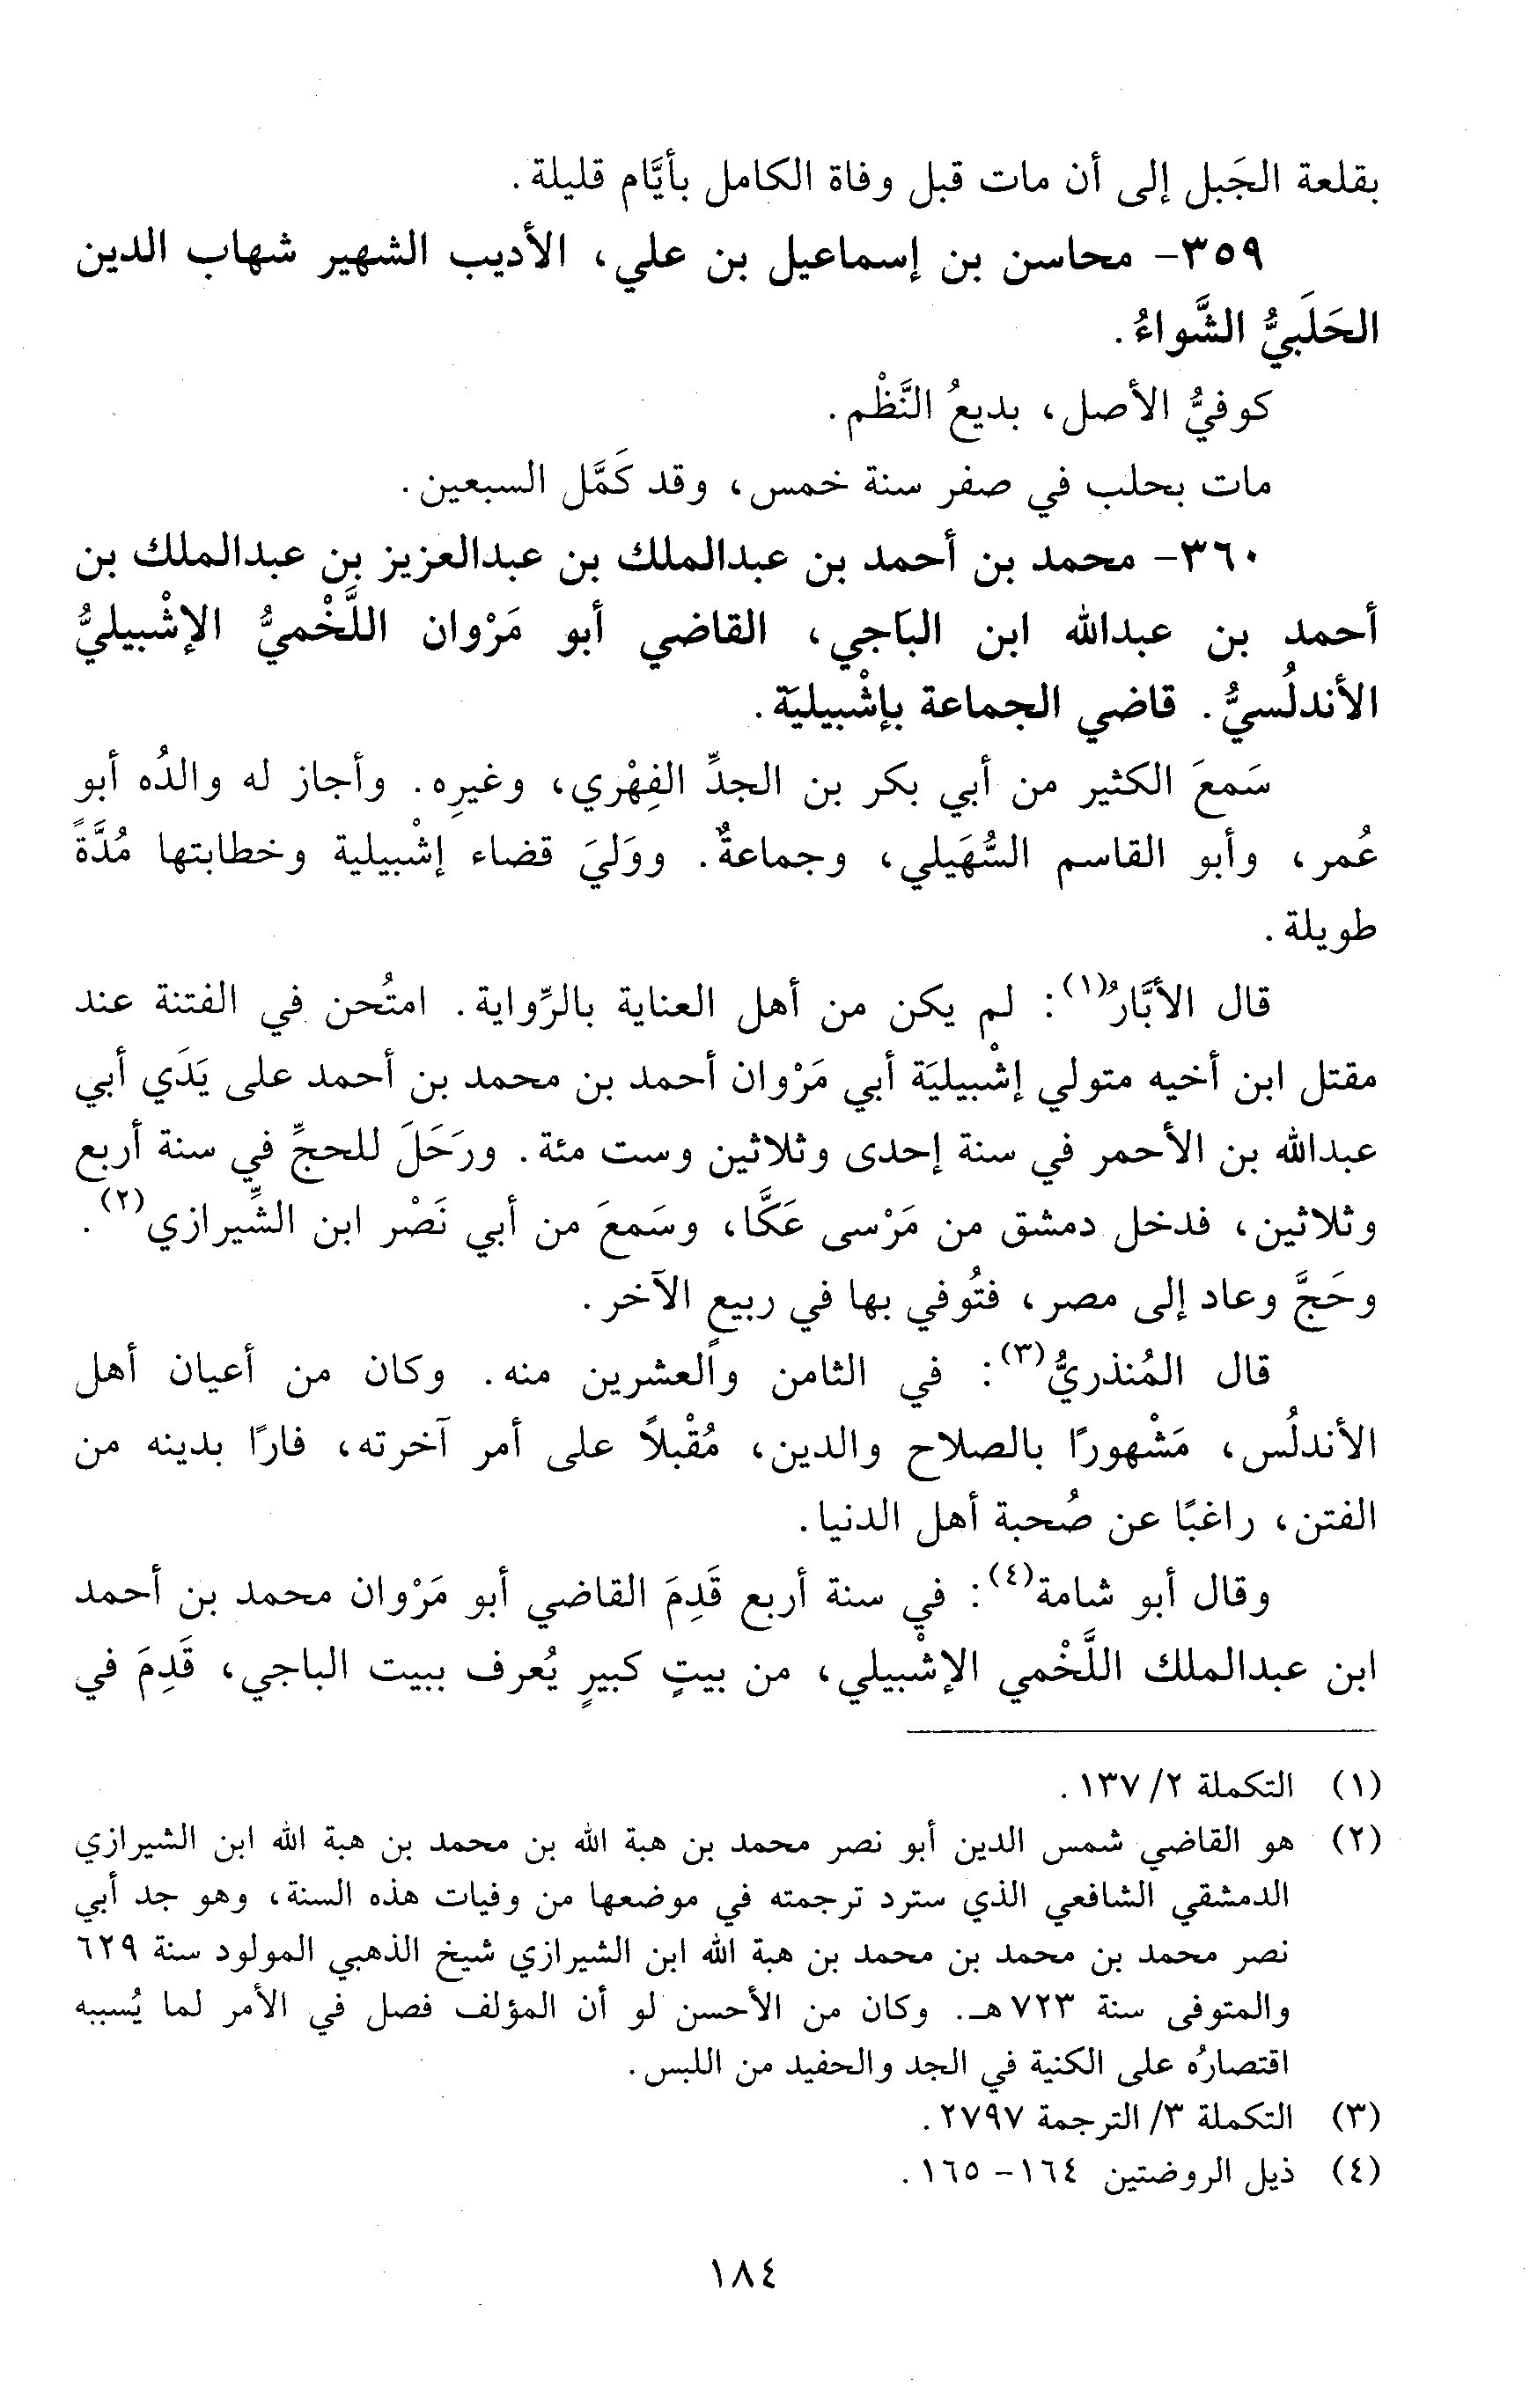 بقلعة الجَبل إلى أن مات قبل وفاة الكامل بأيَّام قليلة.
٣٥٩- محاسن بن إسماعيل بن علي، الأديب الشهير شهاب الدين
الحَلَبيُّ الشَّواءُ.
كوفيُّ الأصل، بديعُ النَّظْم.
مات بحلب في صفر سنة خمس، وقد كَمَّل السبعين.
٣٦٠- محمد بن أحمد بن عبدالملك بن عبدالعزيز بن عبدالملك بن
أحمد بن عبدالله ابن البَاجي، القاضي أبو مَرْوان اللَّخْميُّ الإشْبيليُّ
الأندلُسيُّ. قاضي الجماعة بإشْبيليَة.
سَمعَ الكثير من أبي بكر بن الجدِّ الفِهْري، وغيرِه. وأجاز له والدُه أبو
عُمر، وأبو القاسم السُّهَيلي، وجماعةٌ. ووَليَ قضاء إشْبيلية وخطابتها مُدَّةً
طويلة.
قال الأبَّارُ(١): لم يكن من أهل العناية بالرِّواية. امتُحن في الفتنة عند
مقتل ابن أخيه متولي إشْبيليَة أبي مَرْوان أحمد بن محمد بن أحمد على يَدَي أبي
عبدالله بن الأحمر في سنة إحدى وثلاثين وست مئة. ورَحَلَ للحجِّ في سنة أربع
وثلاثين، فدخل دمشق من مَرْسى عَكَّا، وسَمعَ من أبي نَصْر ابن الشِّيرازي(٢).
وحَجَّ وعاد إلى مصر، فتُوفي بها في ربيع الآخر.
قال المُنذريُّ(٣): في الثامن والعشرين منه. وكان من أعيان أهل
الأندلُس، مَشْهورًا بالصلاح والدين، مُقْبلاً على أمر آخرته، فارًا بدينه من
الفتن، راغبًا عن صُحبة أهل الدنيا.
وقال أبو شامة(٤): في سنة أربع قَدِمَ القاضي أبو مَرْوان محمد بن أحمد
ابن عبدالملك اللَّخْمي الإشْبيلي، من بيتٍ كبيرٍ يُعرف ببيت الباجي، قَدِمَ في
(١) التكملة ٢/ ١٣٧.
(٢) هو القاضي شمس الدين أبو نصر محمد بن هبة الله بن محمد بن هبة الله ابن الشيرازي
الدمشقي الشافعي الذي سترد ترجمته في موضعها من وفيات هذه السنة، وهو جد أبي
نصر محمد بن محمد بن محمد بن هبة الله ابن الشيرازي شيخ الذهبي المولود سنة ٦٢٩
والمتوفى سنة ٧٢٣هـ. وكان من الأحسن لو أن المؤلف فصل في الأمر لما يُسببه
اقتصارُه على الكنية في الجد والحفيد من اللبس.
(٣) التكملة ٣/ الترجمة ٢٧٩٧.
(٤) ذيل الروضتين ١٦٤- ١٦٥.
١٨٤